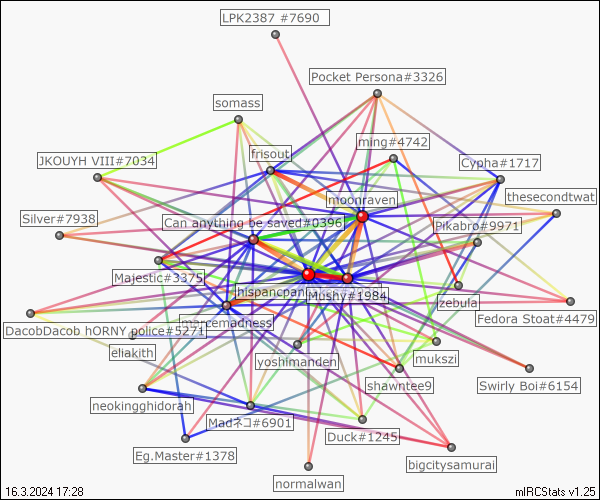 LPK2387 #7690
Pocket Persona#3326
somass
ming#4742
frisout
JKOUYH VIII#7034
Cypha#1717
moonraven
thesecondtwat
Silver#7938
Can anything be saved#0396
Pikabro#9971
Majestic#3375
hispanicpan
Mushy#1984
zebula
Fedora Stoat#4479
DacobDacob hORNY police#5271
marcemadness
eliakith
yoshimanden
mukszi
shawntee9
Swirly Boi#6154
neokingghidorah
Madネコ#6901
Duck#1245
Eg.Master#1378
bigcitysamurai
normalwan
16.3.2024 17:28
mIRCStats v1.25